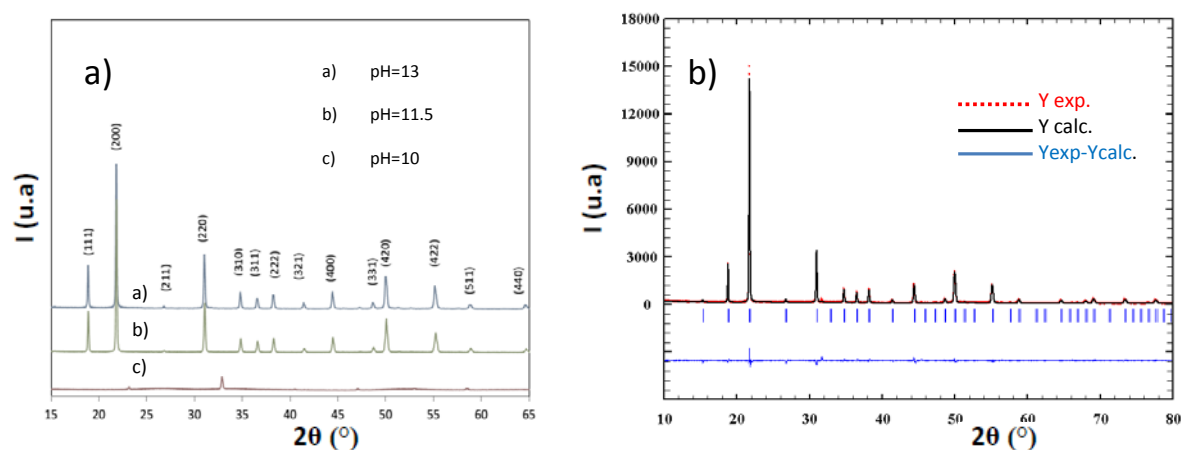 a)
a) pH=13
b) pH=11.5
c) pH=10
(111)
(200)
(211)
(220)
(310)
(311)
(222)
(321)
(400)
(331)
(420)
(422)
(511)
(440)
a)
b)
c)
I (u.a)
15 20 25 30 35 40 45 50 55 60 65
2θ (°)
b)
18000
15000
12000
9000
6000
3000
0
Y exp.
Y calc.
Yexp-Ycalc.
I (u.a)
10 20 30 40 50 60 70 80
2θ (°)